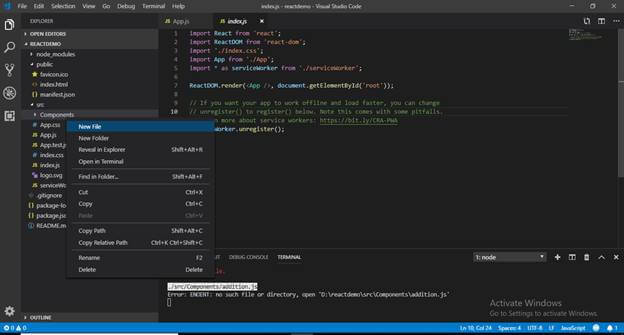 File Edit Selection View Go Debug Terminal Help
index.js - reactdemo - Visual Studio Code
EXPLORER
OPEN EDITORS
REACTDEMO
node_modules
public
favicon.ico
index.html
manifest.json
src
Components
App.css
App.js
App.test.js
index.css
index.js
logo.svg
serviceWo
.gitignore
package-lo
package.jso
README.m
OUTLINE
JS App.js
JS index.js
1 import React from 'react';
2 import ReactDOM from 'react-dom';
3 import './index.css';
4 import App from './App';
5 import * as serviceWorker from './serviceWorker';
6
7 ReactDOM.render(<App />, document.getElementById('root'));
8
9 // If you want your app to work offline and load faster, you can change
10 // unregister() to register() below. Note this comes with some pitfalls.
n more about service workers: https://bit.ly/CRA-PWA
Worker.unregister();
New File
New Folder
Reveal in Explorer Shift+Alt+R
Open in Terminal
Find in Folder... Shift+Alt+F
Cut Ctrl+X
Copy Ctrl+C
Paste Ctrl+V
Copy Path Shift+Alt+C
Copy Relative Path Ctrl+K Ctrl+Shift+C
Rename F2
Delete Delete
UT DEBUG CONSOLE TERMINAL
1: node
le.
./src/Components/addition.js
Error: ENOENT: no such file or directory, open 'D:\reactdemo\src\Components\addition.js'
Activate Windows
Go to Settings to activate Windows.
0 0
Ln 10, Col 24 Spaces: 4 UTF-8 LF JavaScript 1